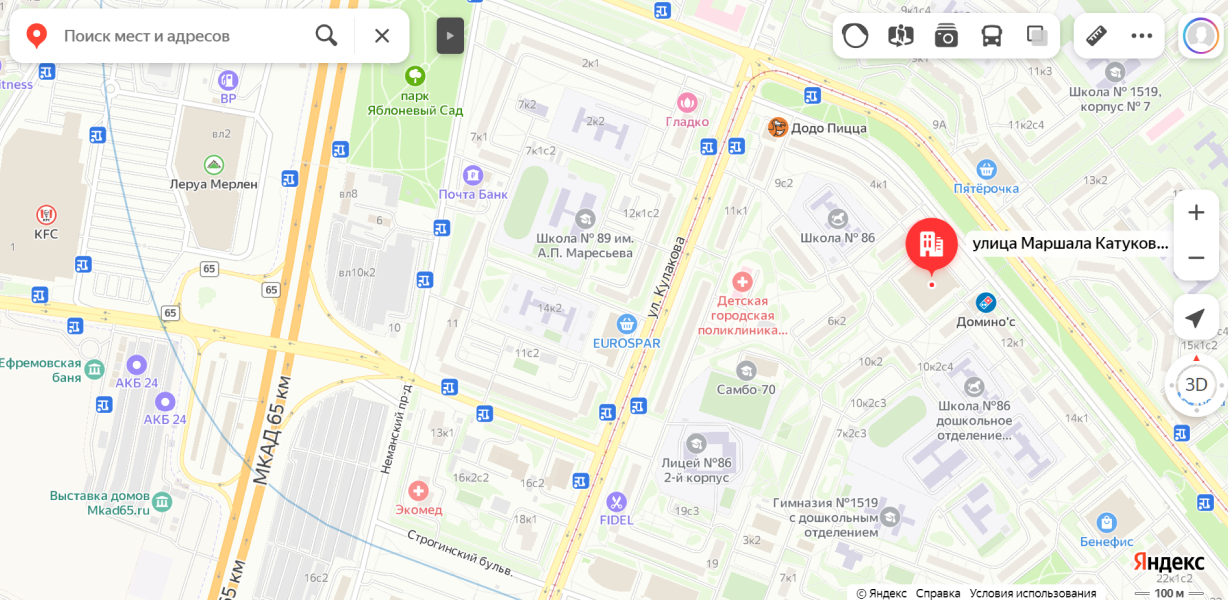 Поиск мест и адресов
9к1с4
2к1
itness
ВР
парк
Яблоневый Сад
7к2
2к2
Гладко
Додо Пицца
11к3
Школа № 1519,
корпус № 7
9А
11к2с4
вл2
7к1
7к1с2
Леруа Мерлен
Почта Банк
вл8
9с2
4к1
Пятёрочка
13к2
KFC
1
6
12к1с2
11к1
Школа № 89 им.
А.П. Маресьева
Школа № 86
улица Маршала Катуков...
65
вл10к2
65
65
ул. Кулакова
Детская
городская
поликлиника...
14к2
10
11
EUROSPAR
6к2
Домино'с
12к1
15к1с2
11с2
Ефремовская
баня
АКБ 24
АКБ 24
МКАД 65 км
Неманский пр-д
Самбо-70
10к2
10к2с4
3D
10к2с3
Школа №86
дошкольное
отделение...
14к1
13к1
7к2с3
Лицей №86
2-й корпус
16к2с2
16с2
Выставка домов
Mkad65.ru
Экомед
18к1
FIDEL
19с3
Гимназия №1519
с дошкольным
отделением
Бенефис
3к2
Строгинский бульв.
65 км
16с2
19
7к1
Яндекс
22к1с2
© Яндекс Справка Условия использования
100 м